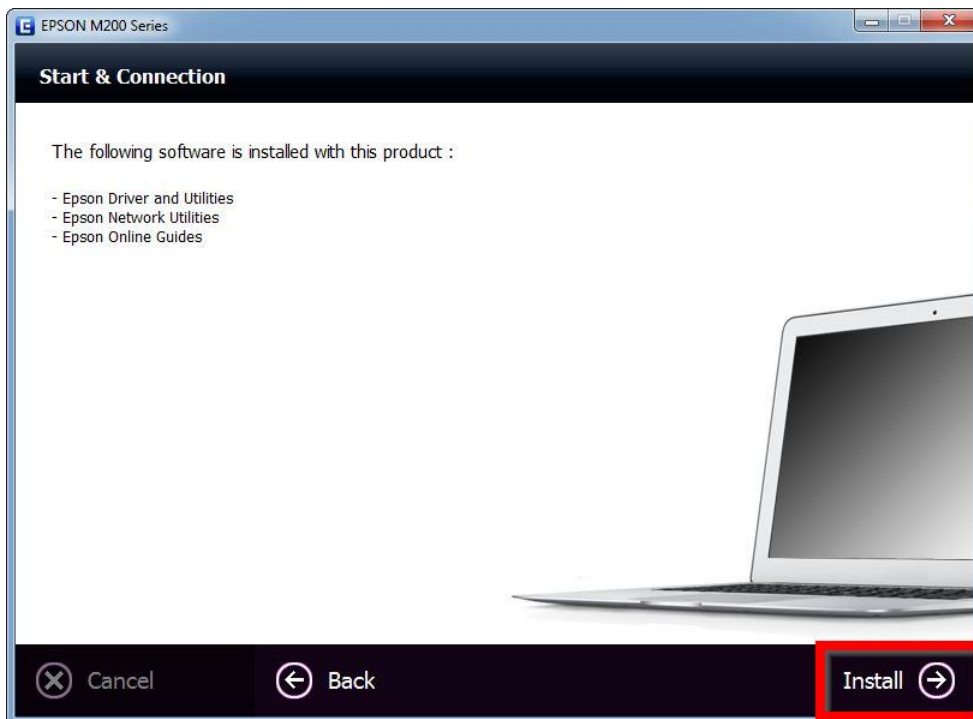 EPSON M200 Series
Start & Connection
The following software is installed with this product :
- Epson Driver and Utilities
- Epson Network Utilities
- Epson Online Guides
Cancel
Back
Install